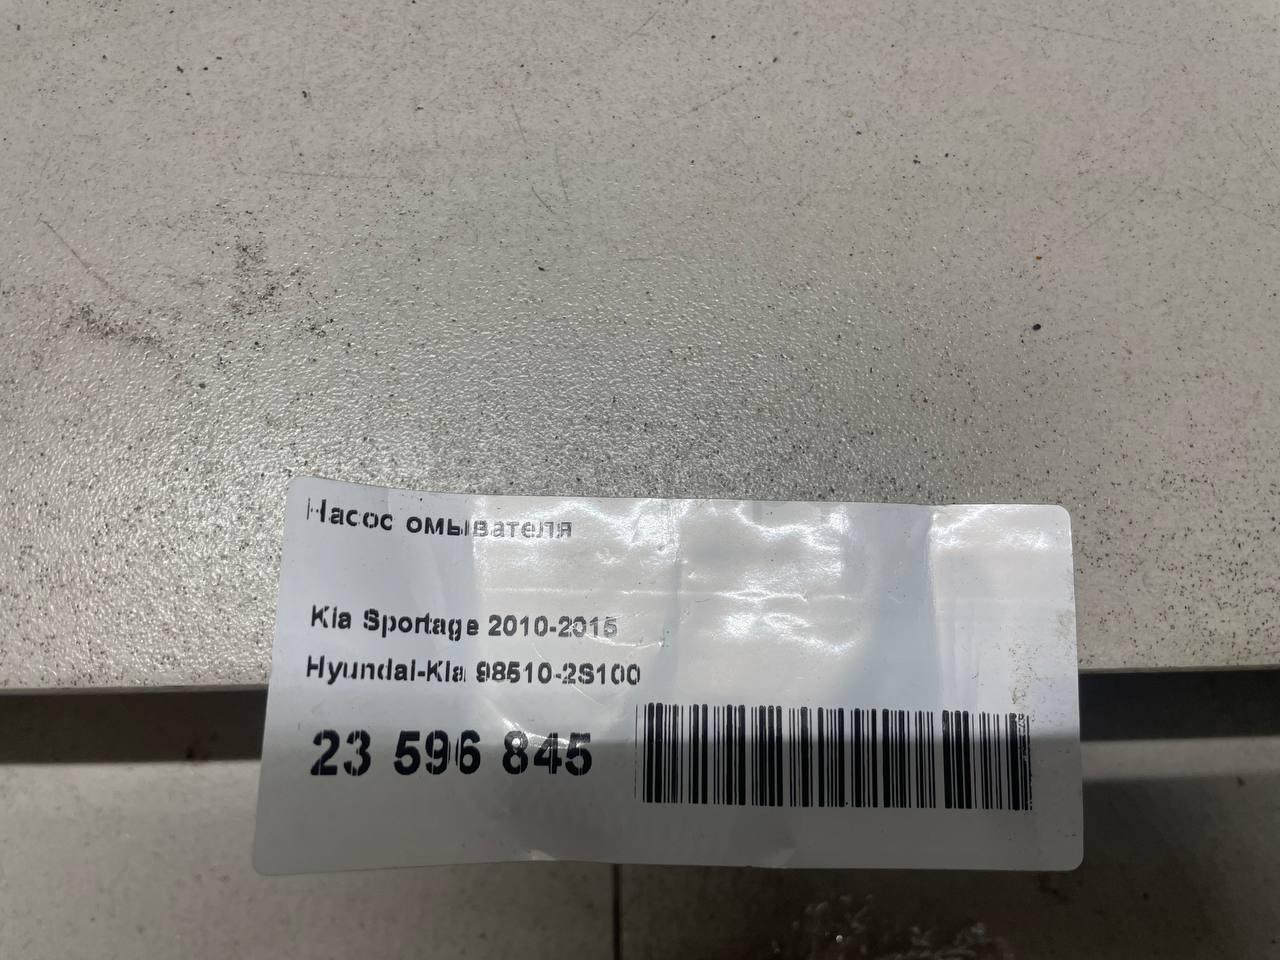 Насос омывателя
Kia Sportage 2010-2015
Hyundai-Kia 98510-2S100
23 596 845